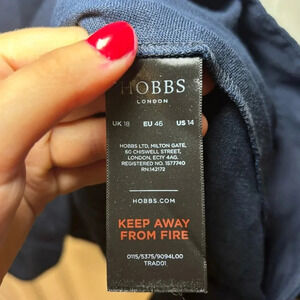 HOBBS
LONDON
UK 18 EU 46 US 14
HOBBS LTD, MILTON GATE,
60 CHISWELL STREET,
LONDON, EC1Y 4AG.
REGISTERED NO. 1577740
RN:142172
HOBBS.COM
KEEP AWAY
FROM FIRE
0115/5375/9094L00
TRAD01